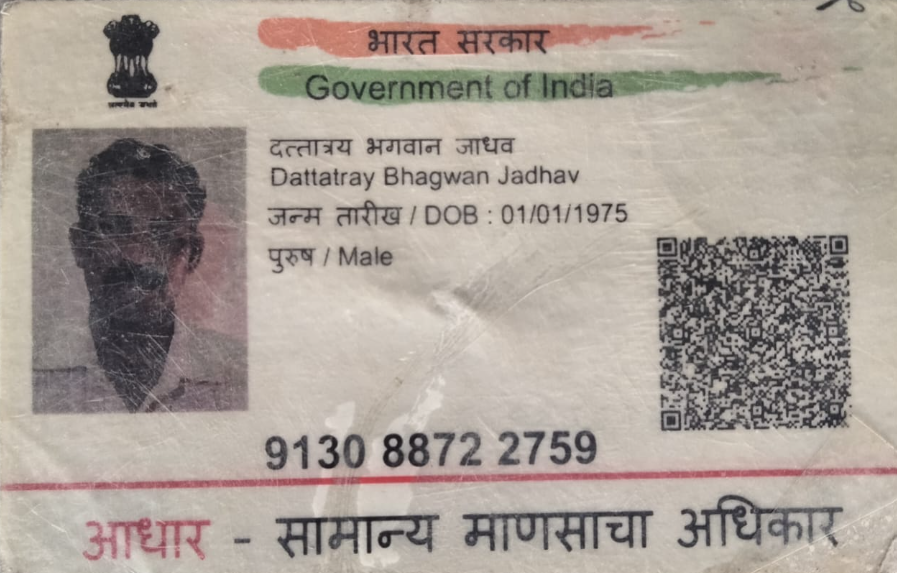 भारत सरकार
Government of India
दत्तात्रय भगवान जाधव
Dattatray Bhagwan Jadhav
जन्म तारीख / DOB : 01/01/1975
पुरुष / Male
9130 8872 2759
आधार - सामान्य माणसाचा अधिकार